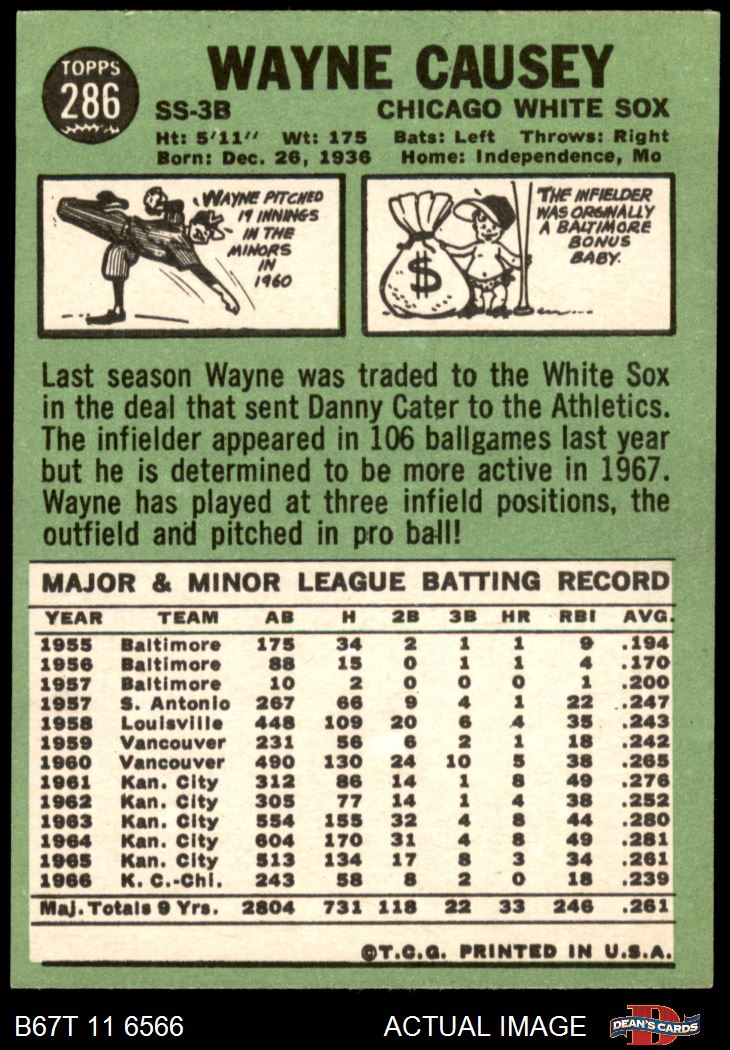 TOPPS
286
WAYNE CAUSEY
SS-3B CHICAGO WHITE SOX
Ht: 5'11" Wt: 175 Bats: Left Throws: Right
Born: Dec. 26, 1936 Home: Independence, Mo
WAYNE PITCHED
19 INNINGS
IN THE
MINORS
IN
1960
THE INFIELDER
WAS ORIGINALLY
A BALTIMORE
BONUS
BABY.
$
Last season Wayne was traded to the White Sox
in the deal that sent Danny Cater to the Athletics.
The infielder appeared in 106 ballgames last year
but he is determined to be more active in 1967.
Wayne has played at three infield positions, the
outfield and pitched in pro ball!
MAJOR & MINOR LEAGUE BATTING RECORD
YEAR TEAM AB H 2B 3B HR RBI AVG.
1955 Baltimore 175 34 2 1 1 9 .194
1956 Baltimore 88 15 0 1 1 4 .170
1957 Baltimore 10 2 0 0 0 1 .200
1957 S. Antonio 267 66 9 4 1 22 .247
1958 Louisville 448 109 20 6 4 35 .243
1959 Vancouver 231 56 6 2 1 18 .242
1960 Vancouver 490 130 24 10 5 38 .265
1961 Kan. City 312 86 14 1 8 49 .276
1962 Kan. City 305 77 14 1 4 38 .252
1963 Kan. City 554 155 32 4 8 44 .280
1964 Kan. City 604 170 31 4 8 49 .281
1965 Kan. City 513 134 17 8 3 34 .261
1966 K. C.-Chi. 243 58 8 2 0 18 .239
Maj. Totals 9 Yrs. 2804 731 118 22 33 246 .261
©T.C.G. PRINTED IN U.S.A.
B67T 11 6566 ACTUAL IMAGE
D
DEAN'S CARDS